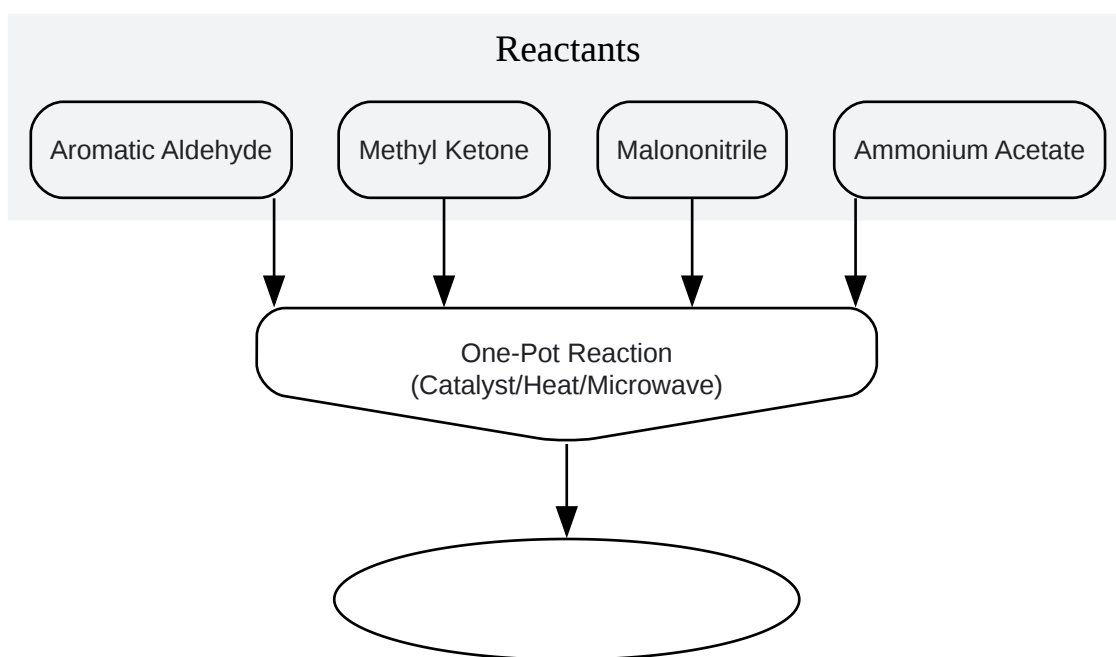 Reactants
Aromatic Aldehyde
Methyl Ketone
Malononitrile
Ammonium Acetate
One-Pot Reaction
(Catalyst/Heat/Microwave)